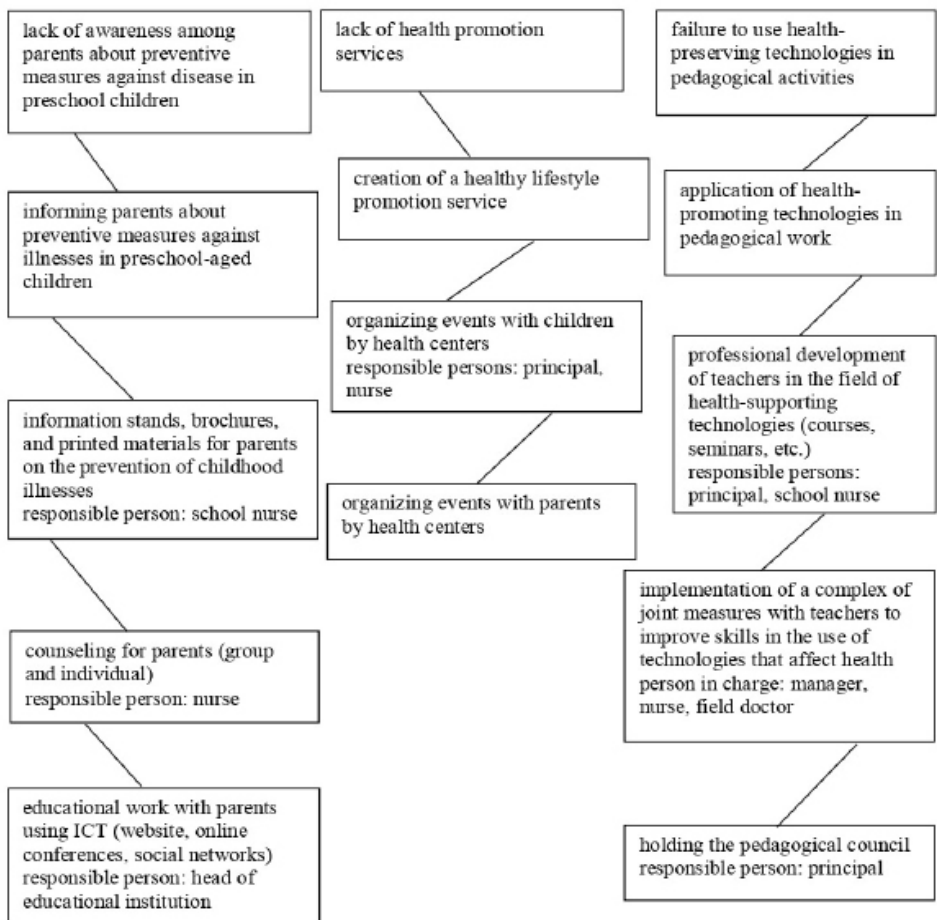 lack of awareness among
parents about preventive
measures against disease in
preschool children
informing parents about
preventive measures against
illnesses in preschool-aged
children
information stands, brochures,
and printed materials for parents
on the prevention of childhood
illnesses
responsible person: school nurse
counseling for parents (group
and individual)
responsible person: nurse
educational work with parents
using ICT (website, online
conferences, social networks)
responsible person: head of
educational institution
lack of health promotion
services
creation of a healthy lifestyle
promotion service
organizing events with children
by health centers
responsible persons: principal,
nurse
organizing events with parents
by health centers
failure to use health-
preserving technologies in
pedagogical activities
application of health-
promoting technologies in
pedagogical work
professional development
of teachers in the field of
health-supporting
technologies (courses,
seminars, etc.)
responsible persons:
principal, school nurse
implementation of a complex of
joint measures with teachers to
improve skills in the use of
technologies that affect health
person in charge: manager,
nurse, field doctor
holding the pedagogical council
responsible person: principal